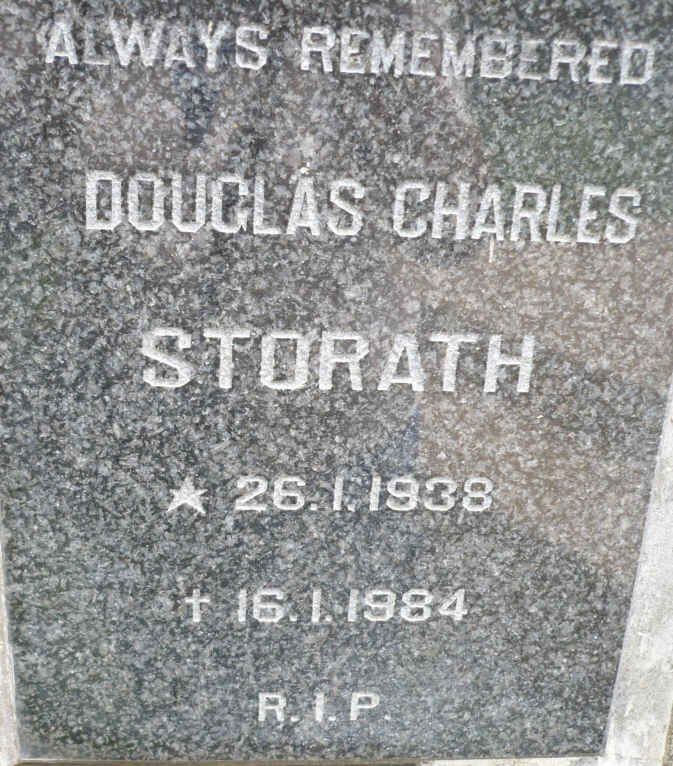 ALWAYS REMEMBERED
DOUGLAS CHARLES
STORATH
★ 26.1.1938
† 16.1.1984
R.I.P.